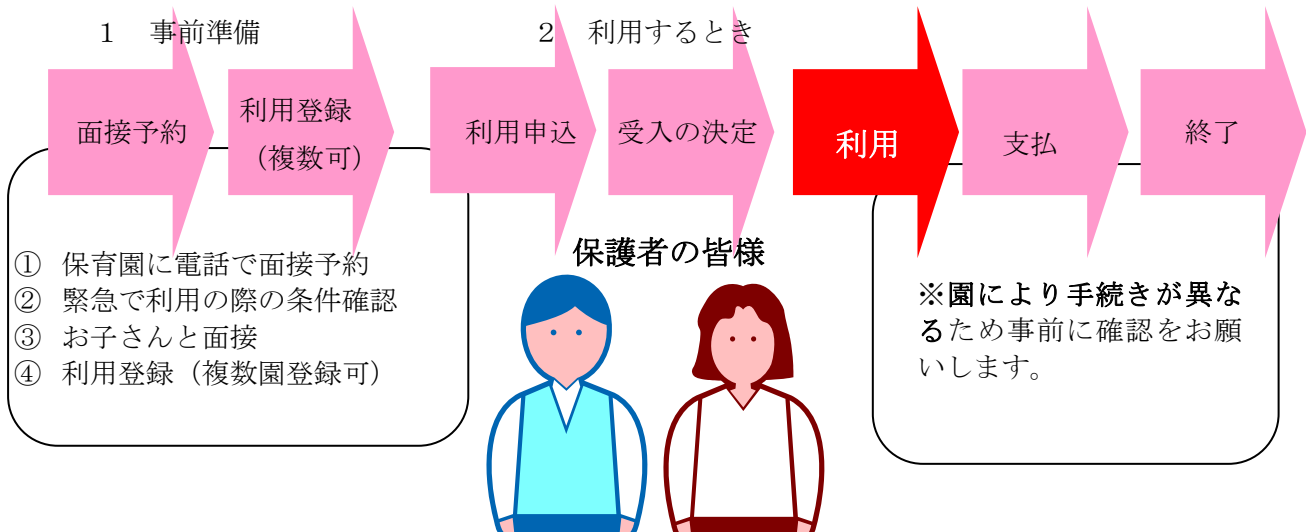 1 事前準備
2 利用するとき
面接予約
利用登録
（複数可）
利用申込
受入の決定
利用
支払
終了
① 保育園に電話で面接予約
② 緊急で利用の際の条件確認
③ お子さんと面接
④ 利用登録（複数園登録可）
保護者の皆様
※園により手続きが異な
るため事前に確認をお願
いします。